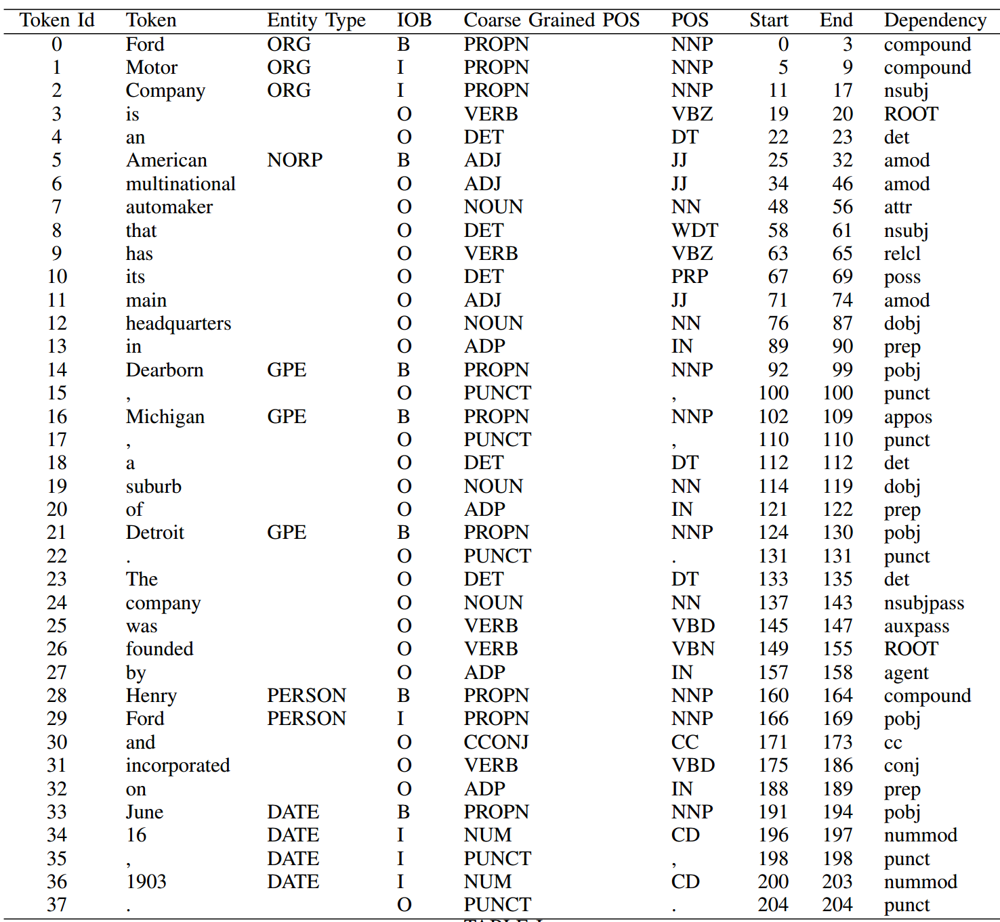 Token Id Token Entity Type IOB Coarse Grained POS POS Start End Dependency
0 Ford ORG B PROPN NNP 0 3 compound
1 Motor ORG I PROPN NNP 5 9 compound
2 Company ORG I PROPN NNP 11 17 nsubj
3 is O VERB VBZ 19 20 ROOT
4 an O DET DT 22 23 det
5 American NORP B ADJ JJ 25 32 amod
6 multinational O ADJ JJ 34 46 amod
7 automaker O NOUN NN 48 56 attr
8 that O DET WDT 58 61 nsubj
9 has O VERB VBZ 63 65 relcl
10 its O DET PRP 67 69 poss
11 main O ADJ JJ 71 74 amod
12 headquarters O NOUN NN 76 87 dobj
13 in O ADP IN 89 90 prep
14 Dearborn GPE B PROPN NNP 92 99 pobj
15 , O PUNCT , 100 100 punct
16 Michigan GPE B PROPN NNP 102 109 appos
17 , O PUNCT , 110 110 punct
18 a O DET DT 112 112 det
19 suburb O NOUN NN 114 119 dobj
20 of O ADP IN 121 122 prep
21 Detroit GPE B PROPN NNP 124 130 pobj
22 . O PUNCT . 131 131 punct
23 The O DET DT 133 135 det
24 company O NOUN NN 137 143 nsubjpass
25 was O VERB VBD 145 147 auxpass
26 founded O VERB VBN 149 155 ROOT
27 by O ADP IN 157 158 agent
28 Henry PERSON B PROPN NNP 160 164 compound
29 Ford PERSON I PROPN NNP 166 169 pobj
30 and O CCONJ CC 171 173 cc
31 incorporated O VERB VBD 175 186 conj
32 on O ADP IN 188 189 prep
33 June DATE B PROPN NNP 191 194 pobj
34 16 DATE I NUM CD 196 197 nummod
35 , DATE I PUNCT , 198 198 punct
36 1903 DATE I NUM CD 200 203 nummod
37 . O PUNCT . 204 204 punct